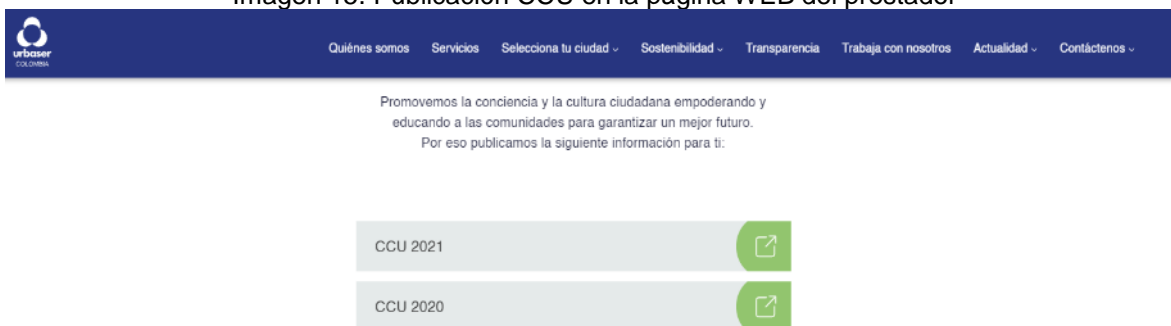 Imagen 13. Publicación CCU en la página WEB del prestador
urbaser
COLOMBIA
Quiénes somos Servicios Selecciona tu ciudad Sostenibilidad Transparencia Trabaja con nosotros Actualidad Contáctenos
Promovemos la conciencia y la cultura ciudadana empoderando y
educando a las comunidades para garantizar un mejor futuro.
Por eso publicamos la siguiente información para ti:
CCU 2021
CCU 2020